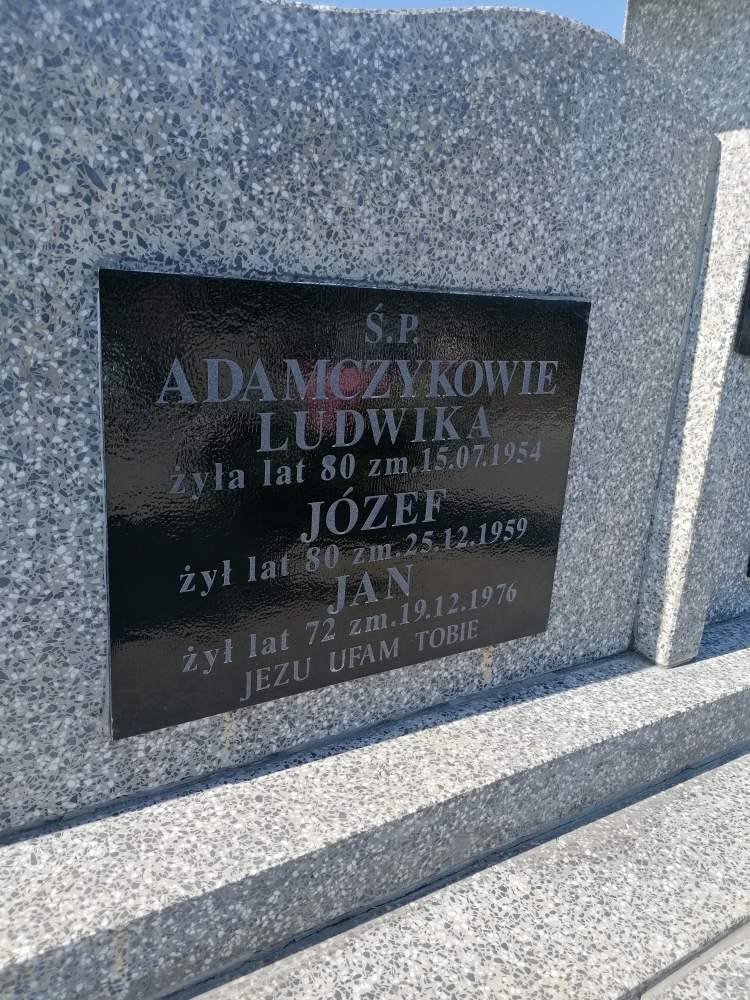 Ś.P.
ADAMCZYKOWIE
LUDWIKA
żyła lat 80 zm.15.07.1954
JÓZEF
żył lat 80 zm.25.12.1959
JAN
żył lat 72 zm.19.12.1976
JEZU UFAM TOBIE